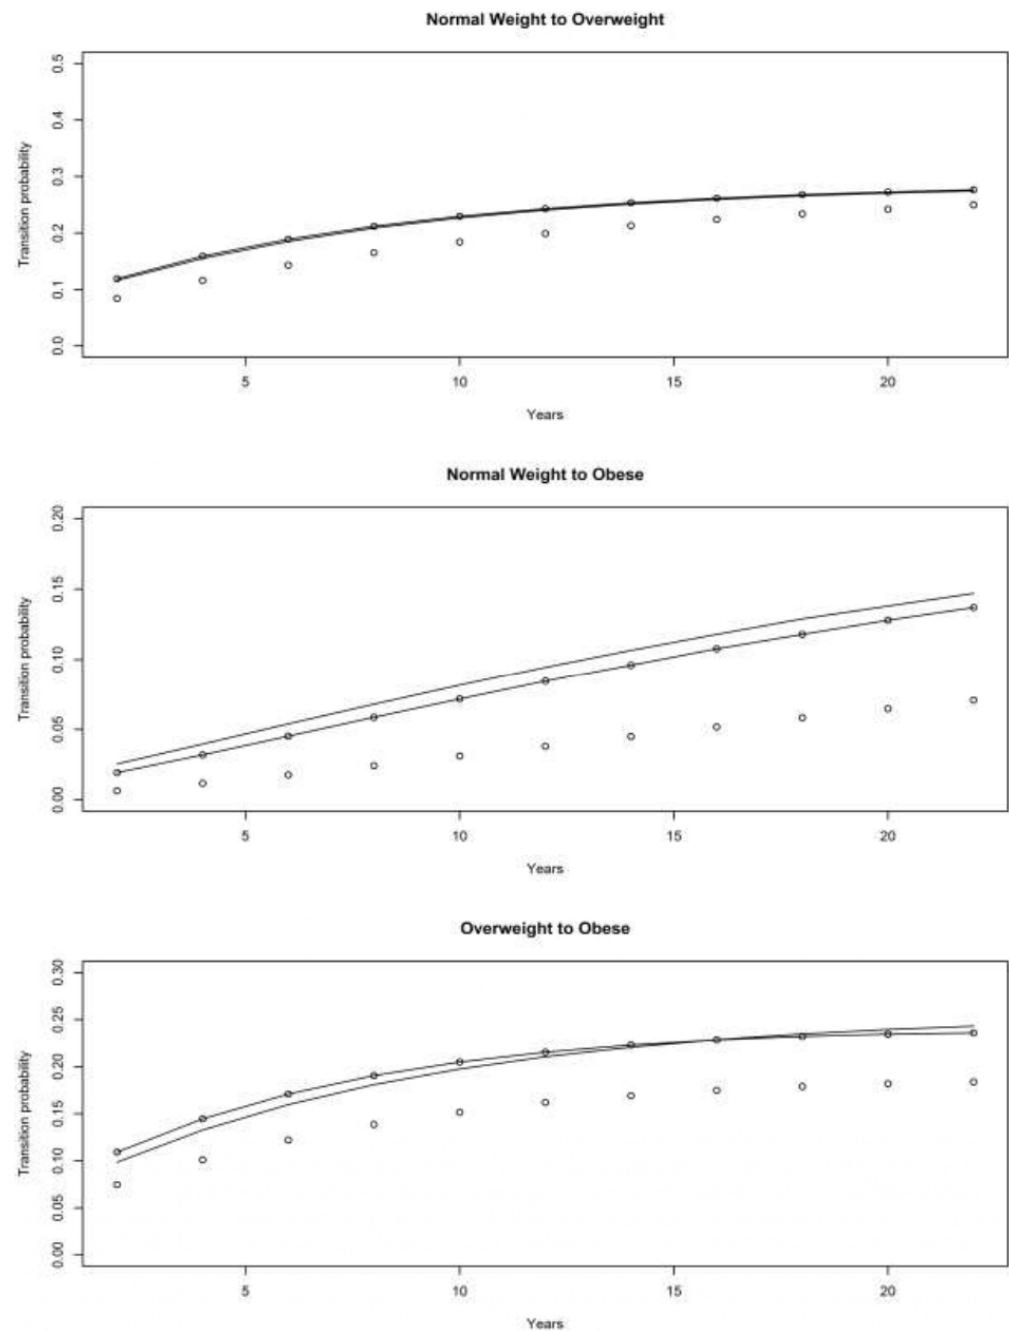 Normal Weight to Overweight
0.5
0.4
0.3
0.2
0.1
0.0
Transition probability
5 10 15 20
Years
Normal Weight to Obese
0.20
0.15
0.10
0.05
0.00
Transition probability
5 10 15 20
Years
Overweight to Obese
0.30
0.25
0.20
0.15
0.10
0.05
0.00
Transition probability
5 10 15 20
Years